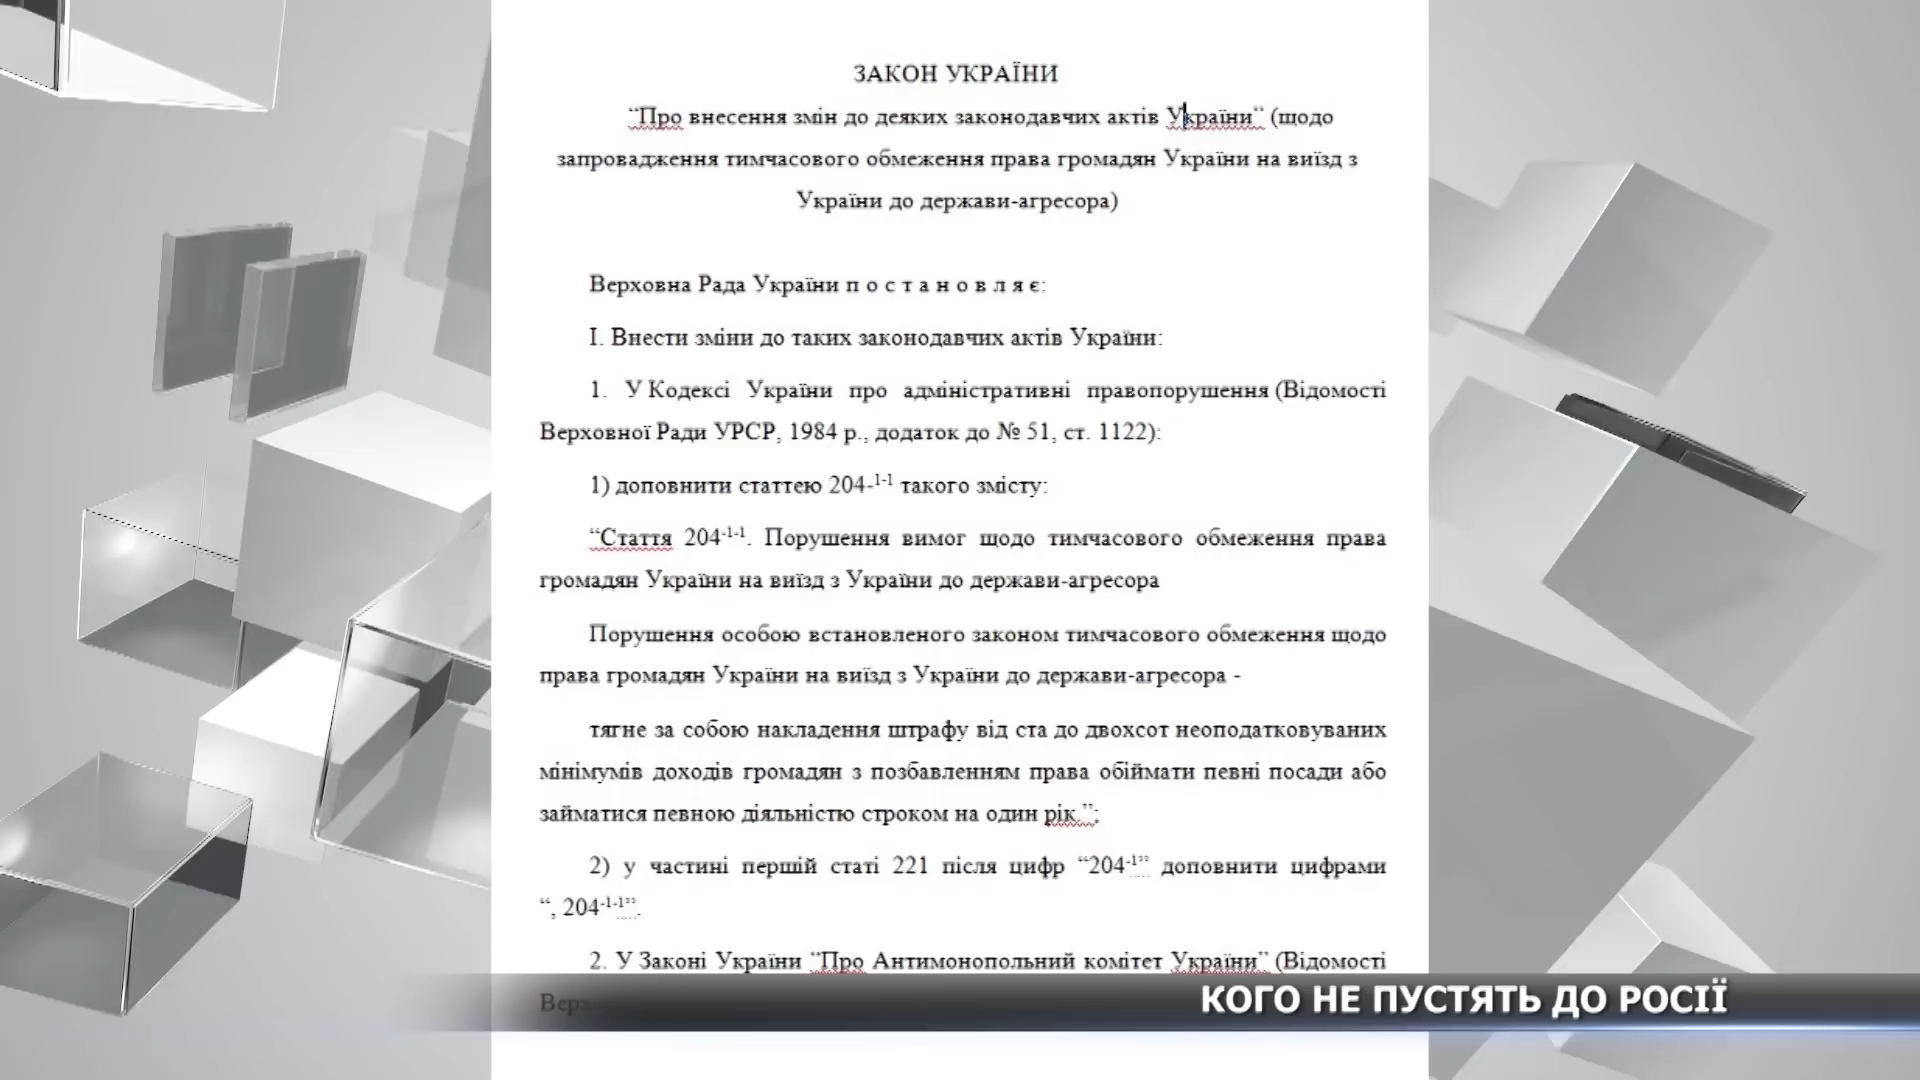 ЗАКОН УКРАЇНИ
“Про внесення змін до деяких законодавчих актів України“ (щодо
запровадження тимчасового обмеження права громадян України на виїзд з
України до держави-агресора)
Верховна Рада України п о с т а н о в л я є:
І. Внести зміни до таких законодавчих актів України:
1. У Кодексі України про адміністративні правопорушення (Відомості
Верховної Ради УРСР, 1984 р., додаток до № 51, ст. 1122):
1) доповнити статтею 204-¹⁻¹ такого змісту:
“Стаття 204⁻¹⁻¹. Порушення вимог щодо тимчасового обмеження права
громадян України на виїзд з України до держави-агресора
Порушення особою встановленого законом тимчасового обмеження щодо
права громадян України на виїзд з України до держави-агресора -
тягне за собою накладення штрафу від ста до двохсот неоподатковуваних
мінімумів доходів громадян з позбавленням права обіймати певні посади або
займатися певною діяльністю строком на один рік.”;
2) у частині першій статі 221 після цифр “204⁻¹” доповнити цифрами
“, 204⁻¹⁻¹”.
2. У Законі України “Про Антимонопольний комітет України” (Відомості
КОГО НЕ ПУСТЯТЬ ДО РОСІЇ